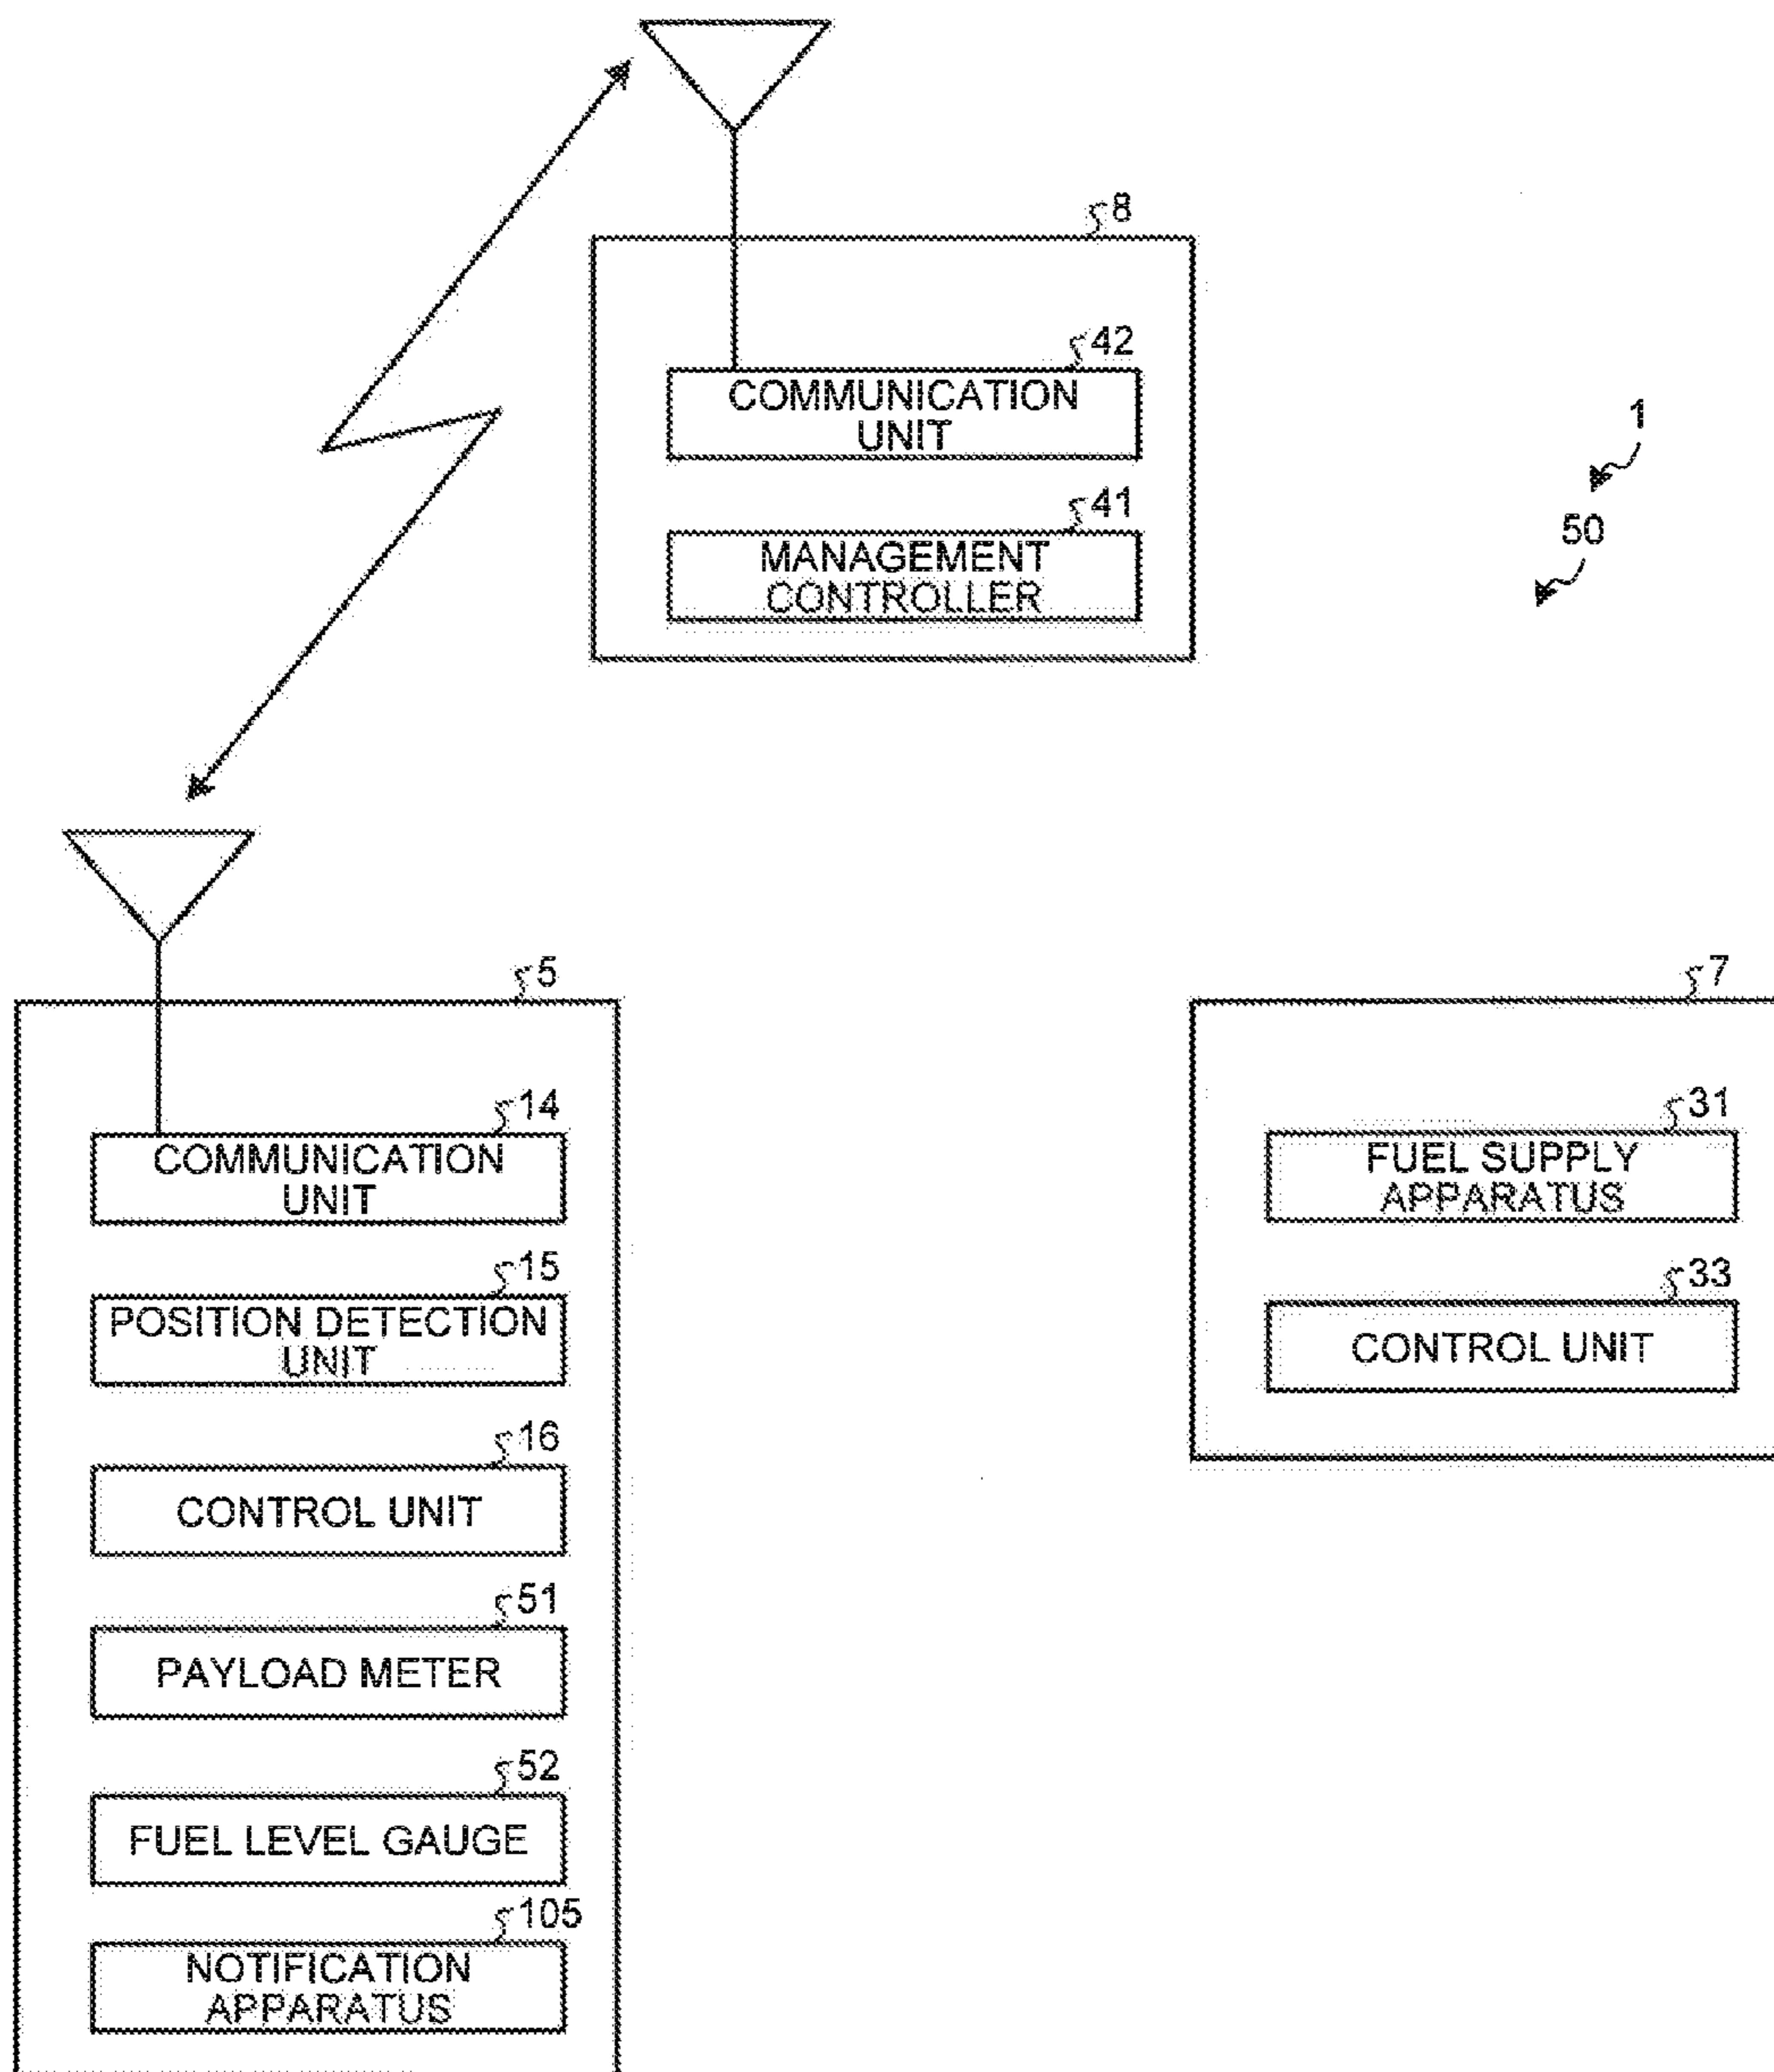 8
42
COMMUNICATION
UNIT
41
MANAGEMENT
CONTROLLER
1
50
5
14
COMMUNICATION
UNIT
15
POSITION DETECTION
UNIT
16
CONTROL UNIT
51
PAYLOAD METER
52
FUEL LEVEL GAUGE
105
NOTIFICATION
APPARATUS
7
31
FUEL SUPPLY
APPARATUS
33
CONTROL UNIT